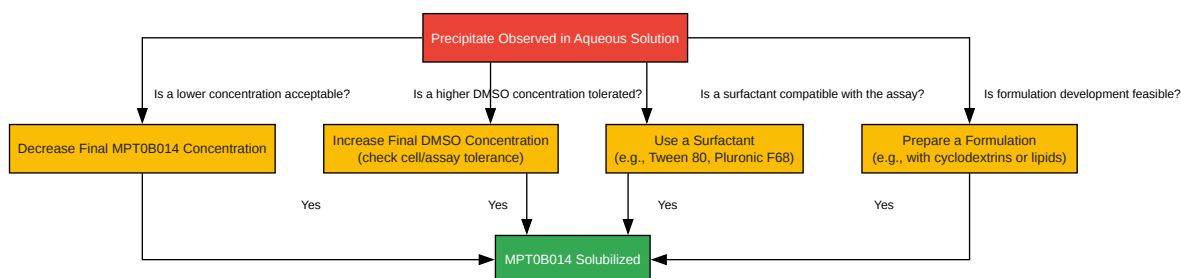 Precipitate Observed in Aqueous Solution
Is a lower concentration acceptable?
Is a higher DMSO concentration tolerated?
Is a surfactant compatible with the assay?
Is formulation development feasible?
Decrease Final MPT0B014 Concentration
Increase Final DMSO Concentration
(check cell/assay tolerance)
Use a Surfactant
(e.g., Tween 80, Pluronic F68)
Prepare a Formulation
(e.g., with cyclodextrins or lipids)
Yes
Yes
Yes
Yes
MPT0B014 Solubilized